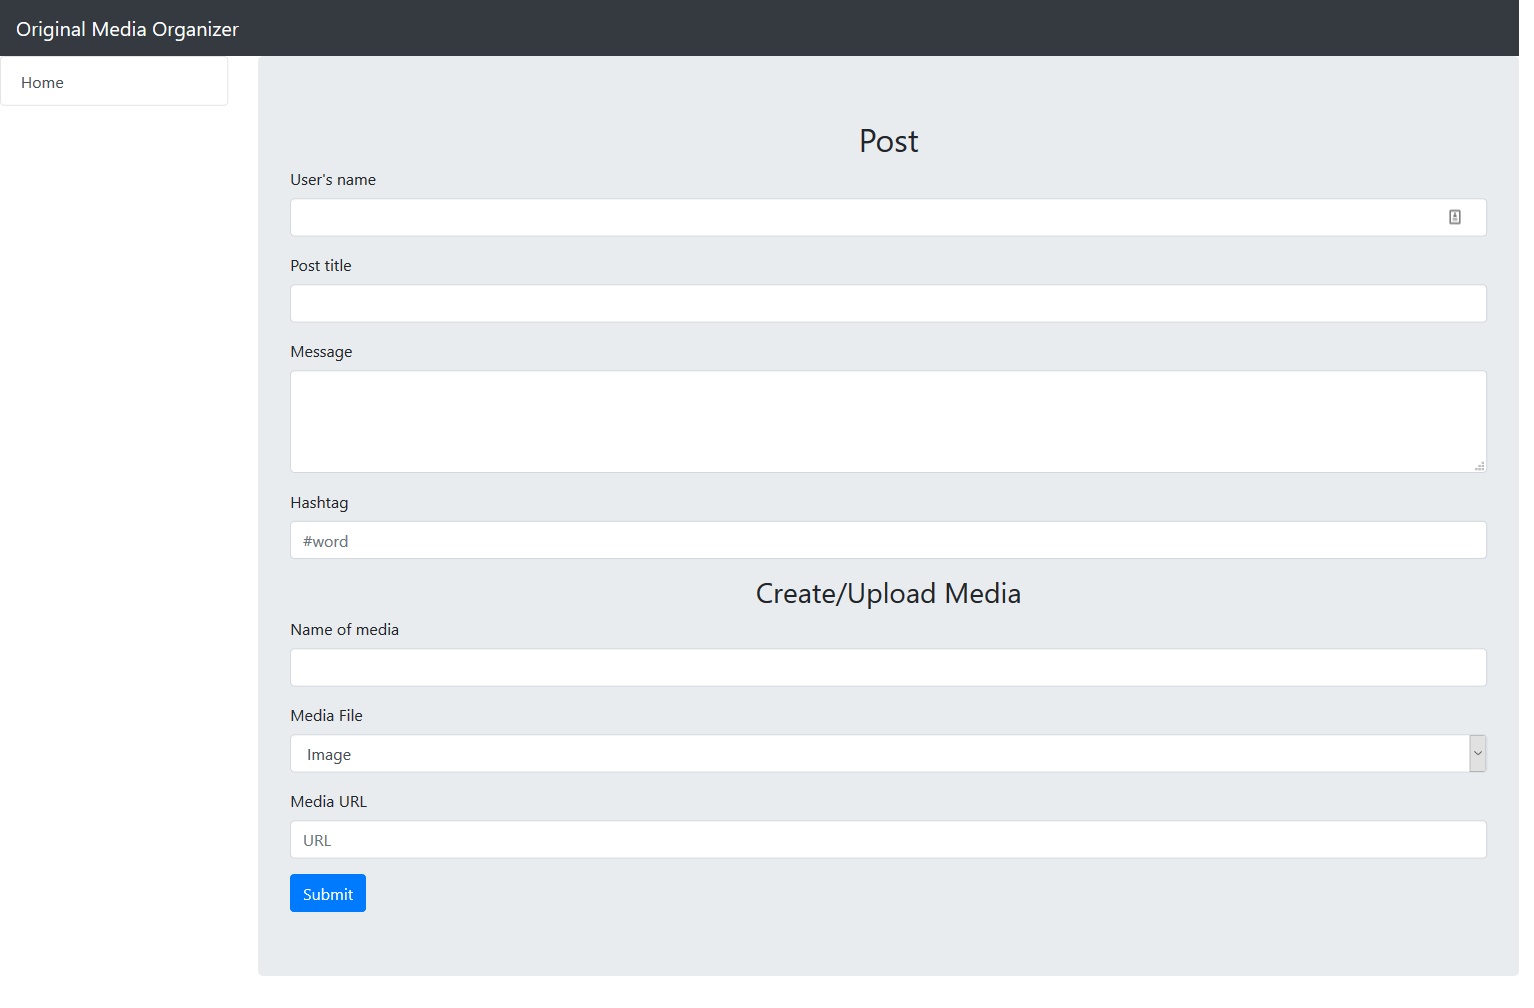 Original Media Organizer
Home
Post
User's name
Post title
Message
Hashtag
#word
Create/Upload Media
Name of media
Media File
Image
Media URL
URL
Submit